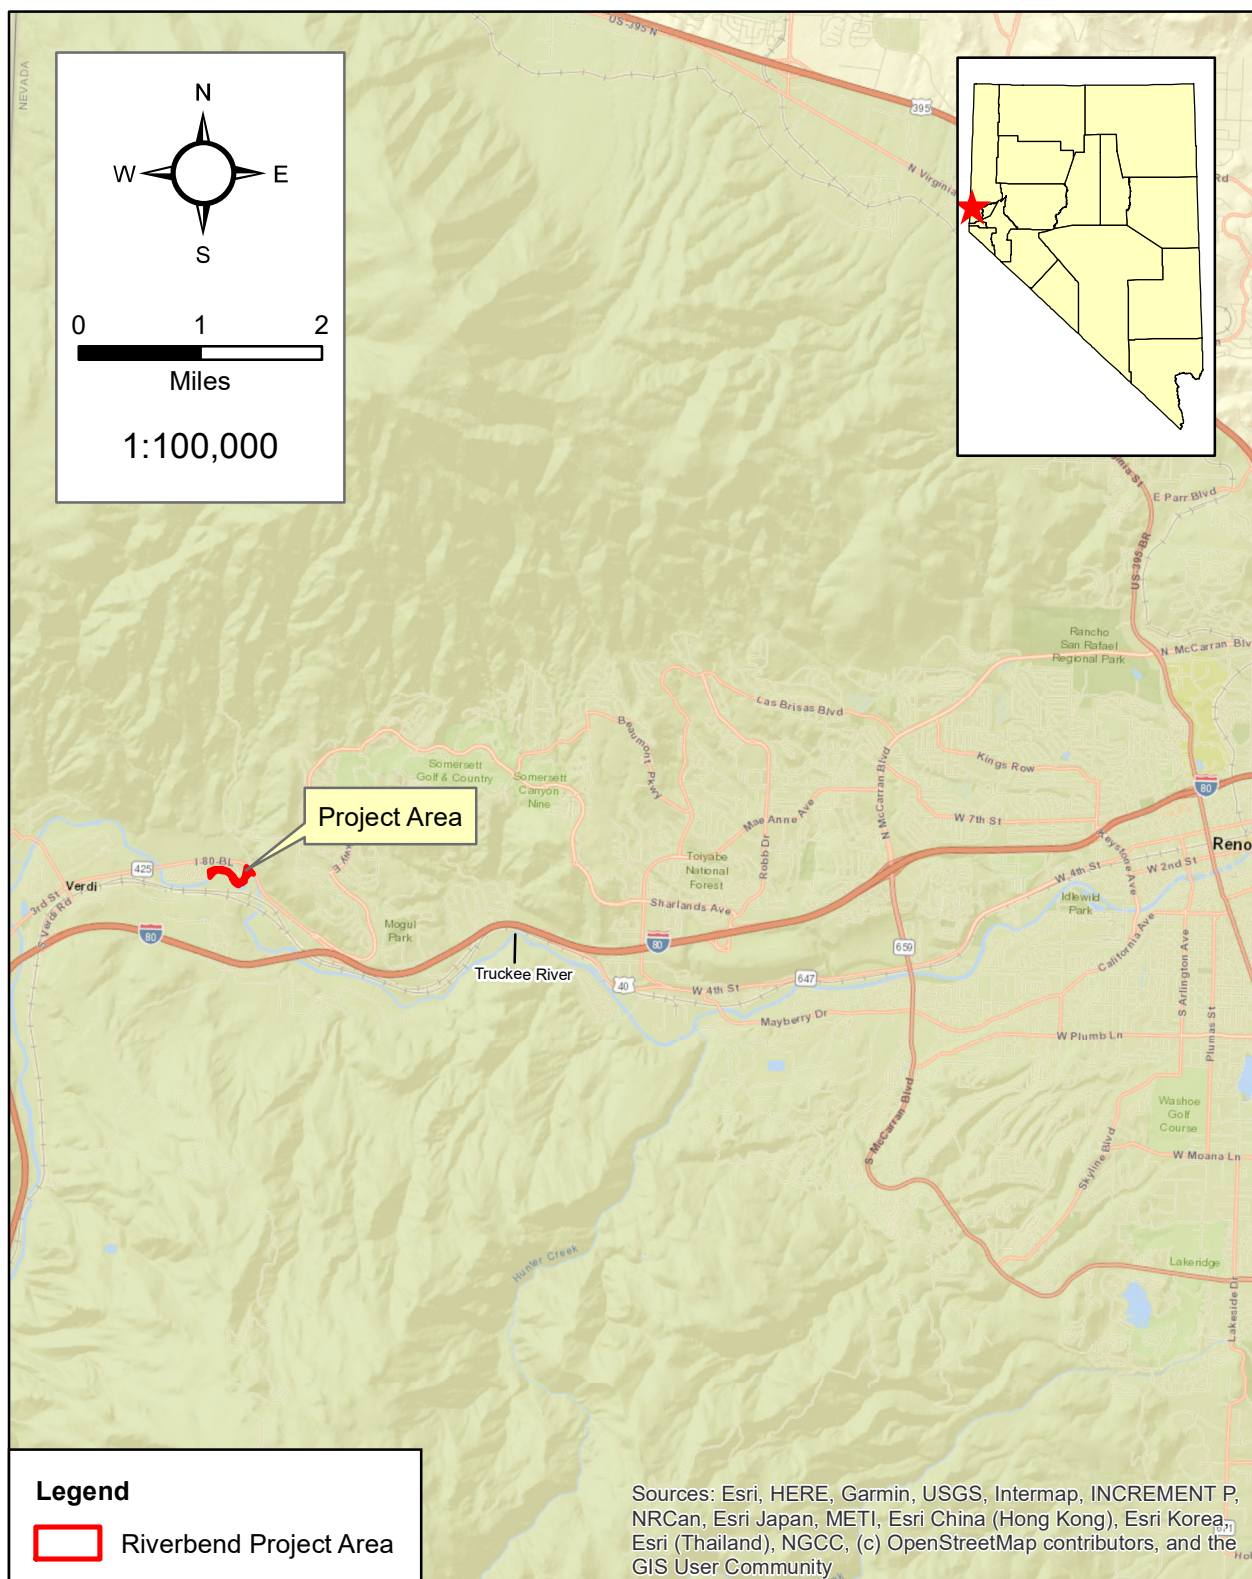 NEVADA
N
W
E
S
0
1
2
Miles
1:100,000
US-395 N
395
N Virginia
Rd
E Parr Blvd
US-395 BR
Rancho
San Rafael
Regional Park
N McCarran Blv
Las Brisas Blvd
Beaumont Pkwy
Somersett
Golf & Country
Somersett
Canyon
Nine
N McCarran Blvd
Kings Row
80
Project Area
Mae Anne Ave
W 7th St
Keystone Ave
Reno
I 80-BL
425
Verdi
3rd St
S Verdi Rd
80
wy E
Mogul
Park
Toiyabe
National
Forest
Robb Dr
Sharlands Ave
W 4th St
W 2nd St
Idlewild
Park
California Ave
S Arlington Ave
Plumas St
80
659
Truckee River
40
W 4th St
647
Mayberry Dr
W Plumb Ln
S McCarran Blvd
Washoe
Golf
Course
Skyline Blvd
W Moana Ln
Hunter Creek
Lakeridge
Lakeside Dr
Legend
Riverbend Project Area
Sources: Esri, HERE, Garmin, USGS, Intermap, INCREMENT P,
NRCan, Esri Japan, METI, Esri China (Hong Kong), Esri Korea,
Esri (Thailand), NGCC, (c) OpenStreetMap contributors, and the
GIS User Community